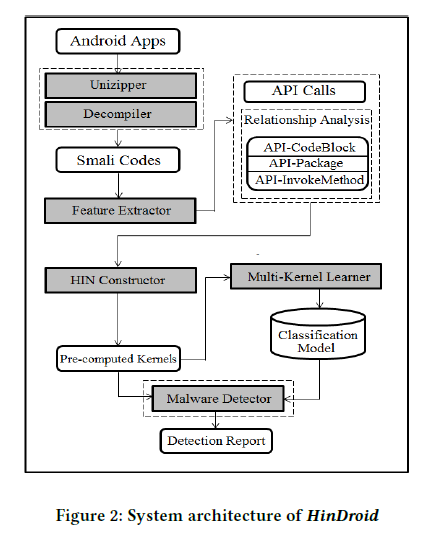 Android Apps
Unizipper
Decompiler
Smali Codes
Feature Extractor
API Calls
Relationship Analysis
API-CodeBlock
API-Package
API-InvokeMethod
HIN Constructor
Multi-Kernel Learner
Pre-computed Kernels
Classification
Model
Malware Detector
Detection Report
Figure 2: System architecture of HinDroid